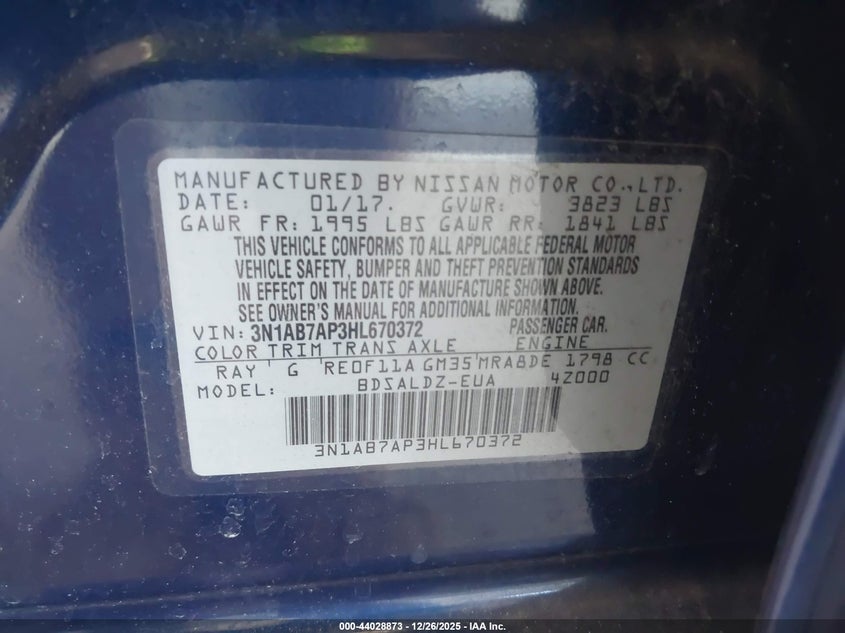 MANUFACTURED BY NISSAN MOTOR CO.,LTD.
DATE: 01/17. GVWR: 3823 LBS
GAWR FR: 1995 LBS GAWR RR: 1841 LBS
THIS VEHICLE CONFORMS TO ALL APPLICABLE FEDERAL MOTOR
VEHICLE SAFETY, BUMPER AND THEFT PREVENTION STANDARDS
IN EFFECT ON THE DATE OF MANUFACTURE SHOWN ABOVE.
SEE OWNER'S MANUAL FOR ADDITIONAL INFORMATION.
VIN: 3N1AB7AP3HL670372 PASSENGER CAR.
COLOR TRIM TRANS AXLE ENGINE
RAY G RE0F11A GM35 MRA8DE 1798 CC
MODEL: BDSALDZ-EUA 4Z000
3N1AB7AP3HL670372
000-44028873 - 12/26/2025 - IAA Inc.